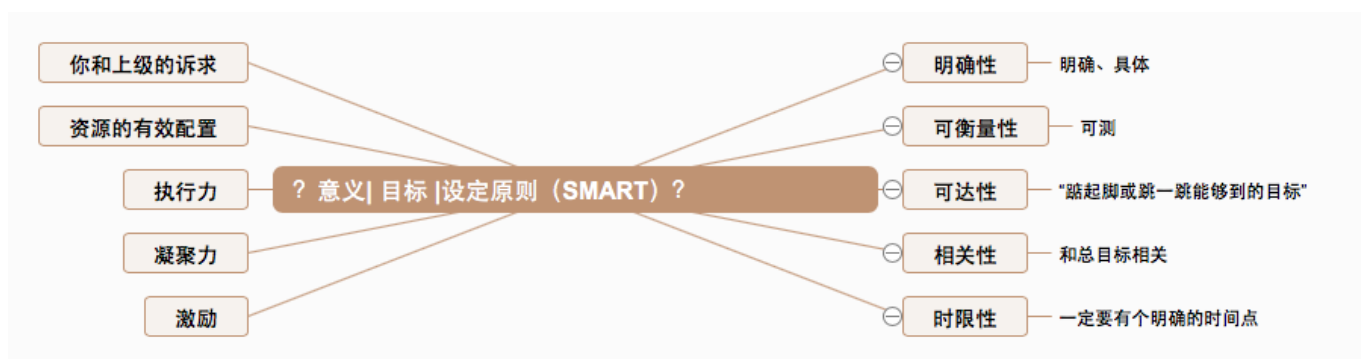 你和上级的诉求
资源的有效配置
执行力
凝聚力
激励
？意义| 目标 |设定原则（SMART）？
明确性
明确、具体
可衡量性
可测
可达性
“踮起脚或跳一跳能够到的目标”
相关性
和总目标相关
时限性
一定要有个明确的时间点